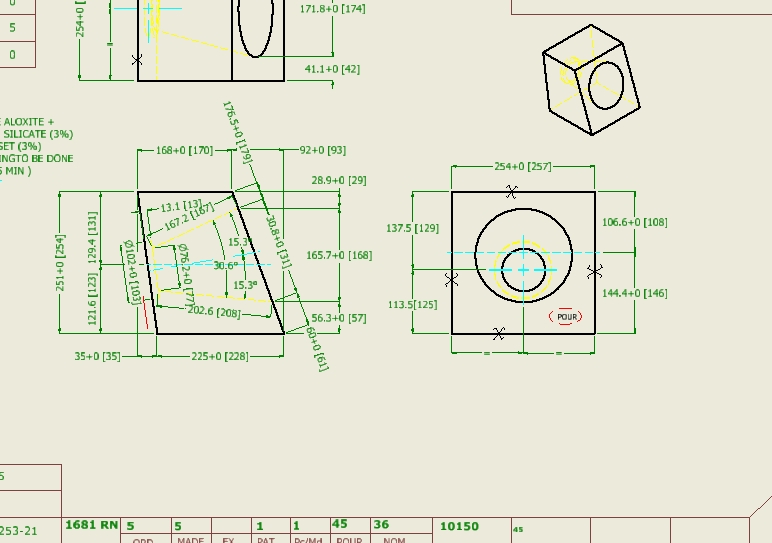 0
5
0
254+0 [
=
171.8+0 [174]
41.1+0 [42]
E ALOXITE +
SILICATE (3%)
SET (3%)
INGTO BE DONE
5 MIN )
176.5+0 [179]
168+0 [170]
92+0 [93]
28.9+0 [29]
13.1 [13]
167.2 [167]
251+0 [254]
129.4 [131]
121.6 [123]
Ø102+0 [103]
Ø76.2+0 [77]
15.3°
30.6°
15.3°
30.8+0 [31]
165.7+0 [168]
202.6 [208]
56.3+0 [57]
60+0 [61]
35+0 [35]
225+0 [228]
254+0 [257]
137.5 [129]
106.6+0 [108]
113.5[125]
144.4+0 [146]
POUR
=
=
5
253-21
1681 RN
5
5
1
1
45
36
10150
45
ORD
MADE
EX
PAT
Pc/Md
POUR
NOM